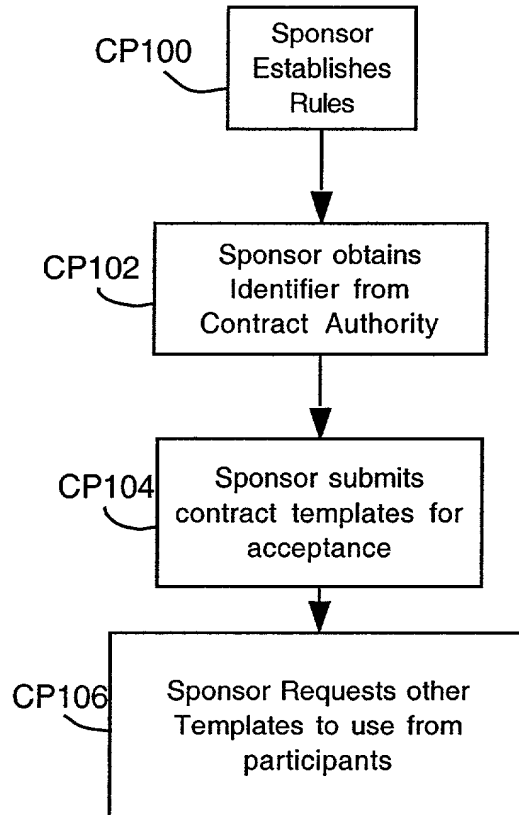 CP100
Sponsor
Establishes
Rules
CP102
Sponsor obtains
Identifier from
Contract Authority
CP104
Sponsor submits
contract templates for
acceptance
CP106
Sponsor Requests other
Templates to use from
participants